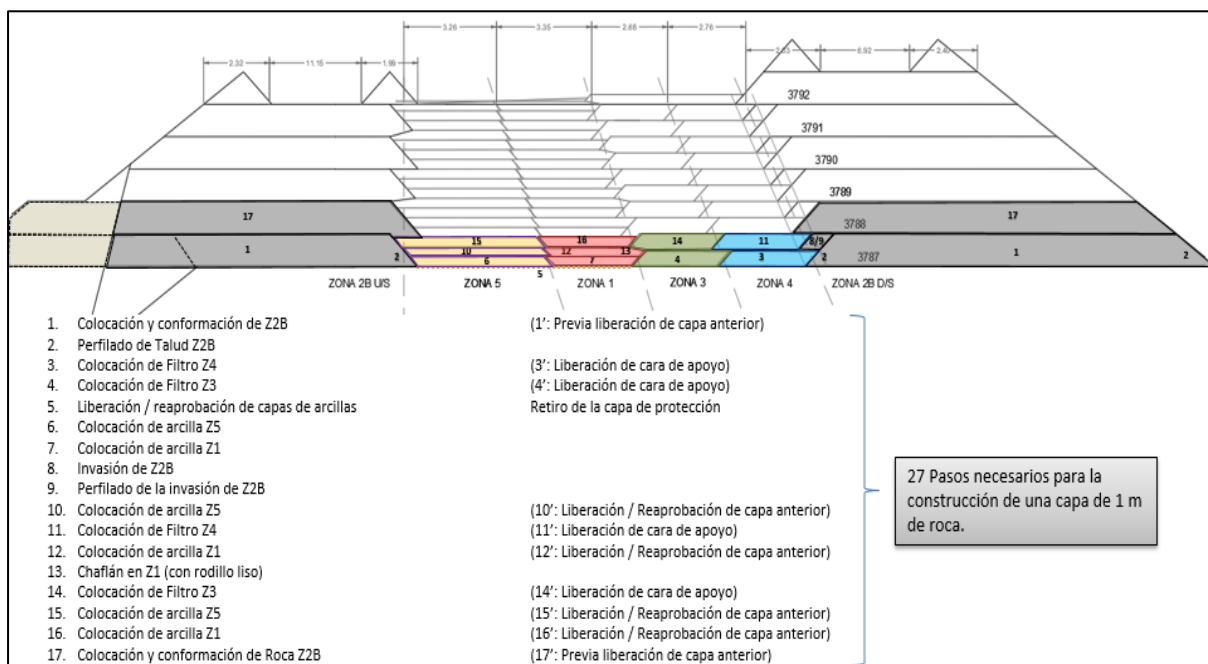 3.26 3.35 2.68 2.76
2.32 11.15 1.99 6.92 2.40
3792
3791
3790
3789
17 3788 17
15 16 14 11 8/9
1 2 10 12 13 2 3787 1 2
6 7 4 3
5
ZONA 2B U/S ZONA 5 ZONA 1 ZONA 3 ZONA 4 ZONA 2B D/S
1. Colocación y conformación de Z2B (1’: Previa liberación de capa anterior)
2. Perfilado de Talud Z2B
3. Colocación de Filtro Z4 (3’: Liberación de cara de apoyo)
4. Colocación de Filtro Z3 (4’: Liberación de cara de apoyo)
5. Liberación / reaprobación de capas de arcillas Retiro de la capa de protección
6. Colocación de arcilla Z5
7. Colocación de arcilla Z1
8. Invasión de Z2B
9. Perfilado de la invasión de Z2B
10. Colocación de arcilla Z5 (10’: Liberación / Reaprobación de capa anterior)
11. Colocación de Filtro Z4 (11’: Liberación de cara de apoyo)
12. Colocación de arcilla Z1 (12’: Liberación / Reaprobación de capa anterior)
13. Chaflán en Z1 (con rodillo liso)
14. Colocación de Filtro Z3 (14’: Liberación de cara de apoyo)
15. Colocación de arcilla Z5 (15’: Liberación / Reaprobación de capa anterior)
16. Colocación de arcilla Z1 (16’: Liberación / Reaprobación de capa anterior)
17. Colocación y conformación de Roca Z2B (17’: Previa liberación de capa anterior)
27 Pasos necesarios para la
construcción de una capa de 1 m
de roca.